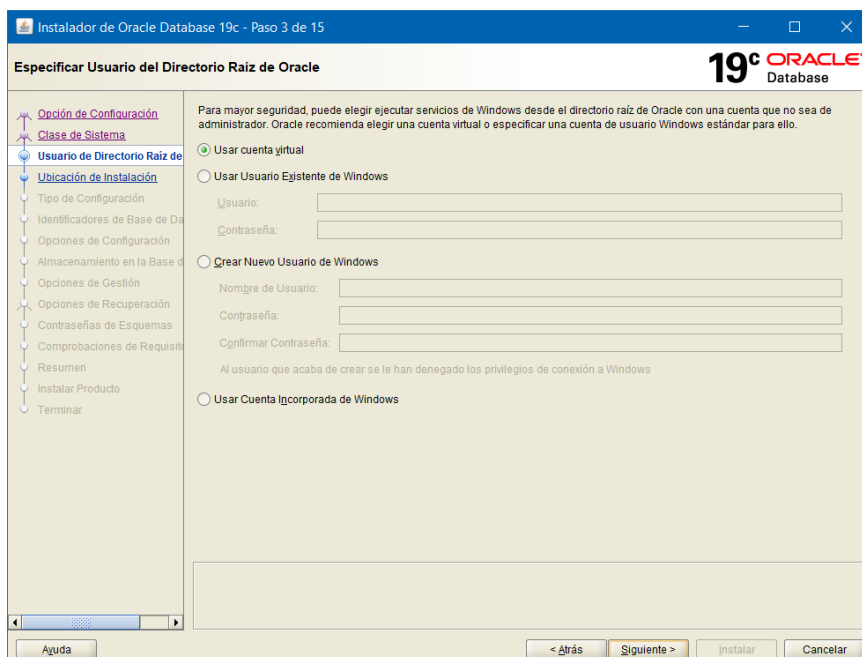 Instalador de Oracle Database 19c - Paso 3 de 15
Especificar Usuario del Directorio Raíz de Oracle
19c ORACLE
Database
Opción de Configuración
Clase de Sistema
Usuario de Directorio Raíz de
Ubicación de Instalación
Tipo de Configuración
Identificadores de Base de Da
Opciones de Configuración
Almacenamiento en la Base d
Opciones de Gestión
Opciones de Recuperación
Contraseñas de Esquemas
Comprobaciones de Requisito
Resumen
Instalar Producto
Terminar
Para mayor seguridad, puede elegir ejecutar servicios de Windows desde el directorio raíz de Oracle con una cuenta que no sea de
administrador. Oracle recomienda elegir una cuenta virtual o especificar una cuenta de usuario Windows estándar para ello.
Usar cuenta virtual
Usar Usuario Existente de Windows
Usuario:
Contraseña:
Crear Nuevo Usuario de Windows
Nombre de Usuario:
Contraseña:
Confirmar Contraseña:
Al usuario que acaba de crear se le han denegado los privilegios de conexión a Windows
Usar Cuenta Incorporada de Windows
Ayuda
< Atrás
Siguiente >
Instalar
Cancelar